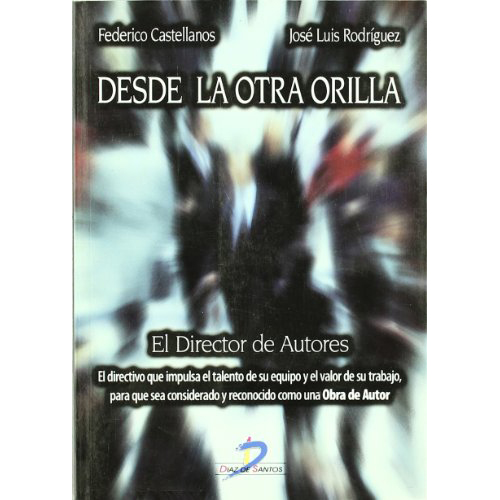 Federico Castellanos José Luis Rodríguez
DESDE LA OTRA ORILLA
El Director de Autores
El directivo que impulsa el talento de su equipo y el valor de su trabajo,
para que sea considerado y reconocido como una Obra de Autor
DIAZ DE SANTOS